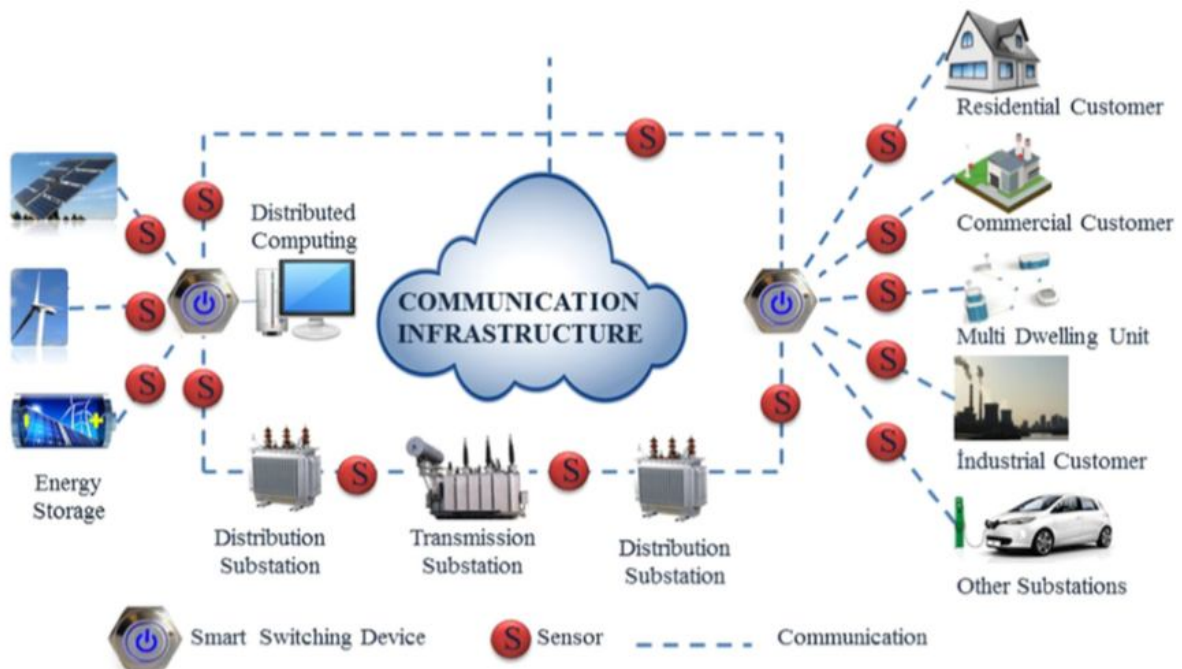 Residential Customer
S
S
S
S
Distributed
Computing
S
Commercial Customer
S
S
S
COMMUNICATION
INFRASTRUCTURE
Multi Dwelling Unit
S
S
S
S
S
S
S
Energy
Storage
Distribution
Substation
Transmission
Substation
Distribution
Substation
İndustrial Customer
Other Substations
Smart Switching Device
S
Sensor
Communication